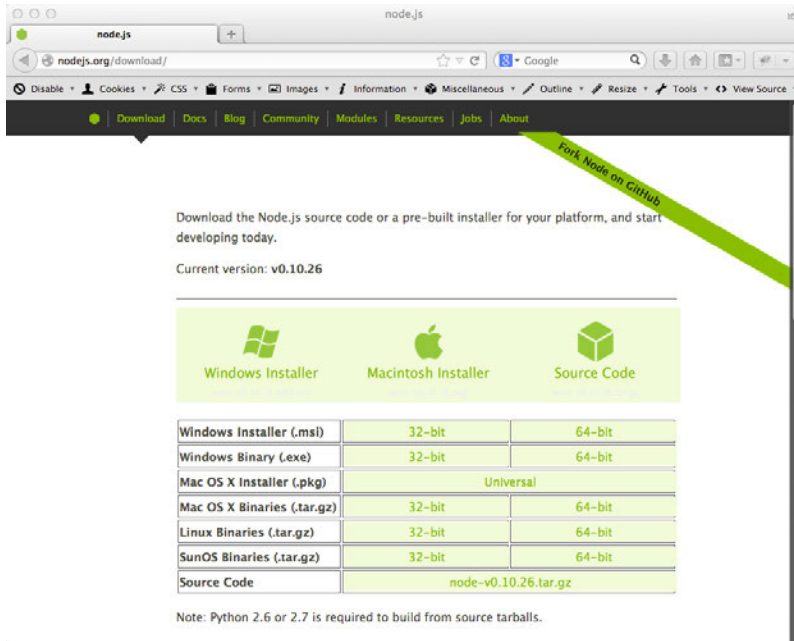 node.js
node.js
nodejs.org/download/
Google
Disable Cookies CSS Forms Images Information Miscellaneous Outline Resize Tools View Source
Download Docs Blog Community Modules Resources Jobs About
Fork Node on GitHub
Download the Node.js source code or a pre-built installer for your platform, and start
developing today.
Current version: v0.10.26
Windows Installer Macintosh Installer Source Code
Windows Installer (.msi) 32-bit 64-bit
Windows Binary (.exe) 32-bit 64-bit
Mac OS X Installer (.pkg) Universal
Mac OS X Binaries (.tar.gz) 32-bit 64-bit
Linux Binaries (.tar.gz) 32-bit 64-bit
SunOS Binaries (.tar.gz) 32-bit 64-bit
Source Code node-v0.10.26.tar.gz
Note: Python 2.6 or 2.7 is required to build from source tarballs.